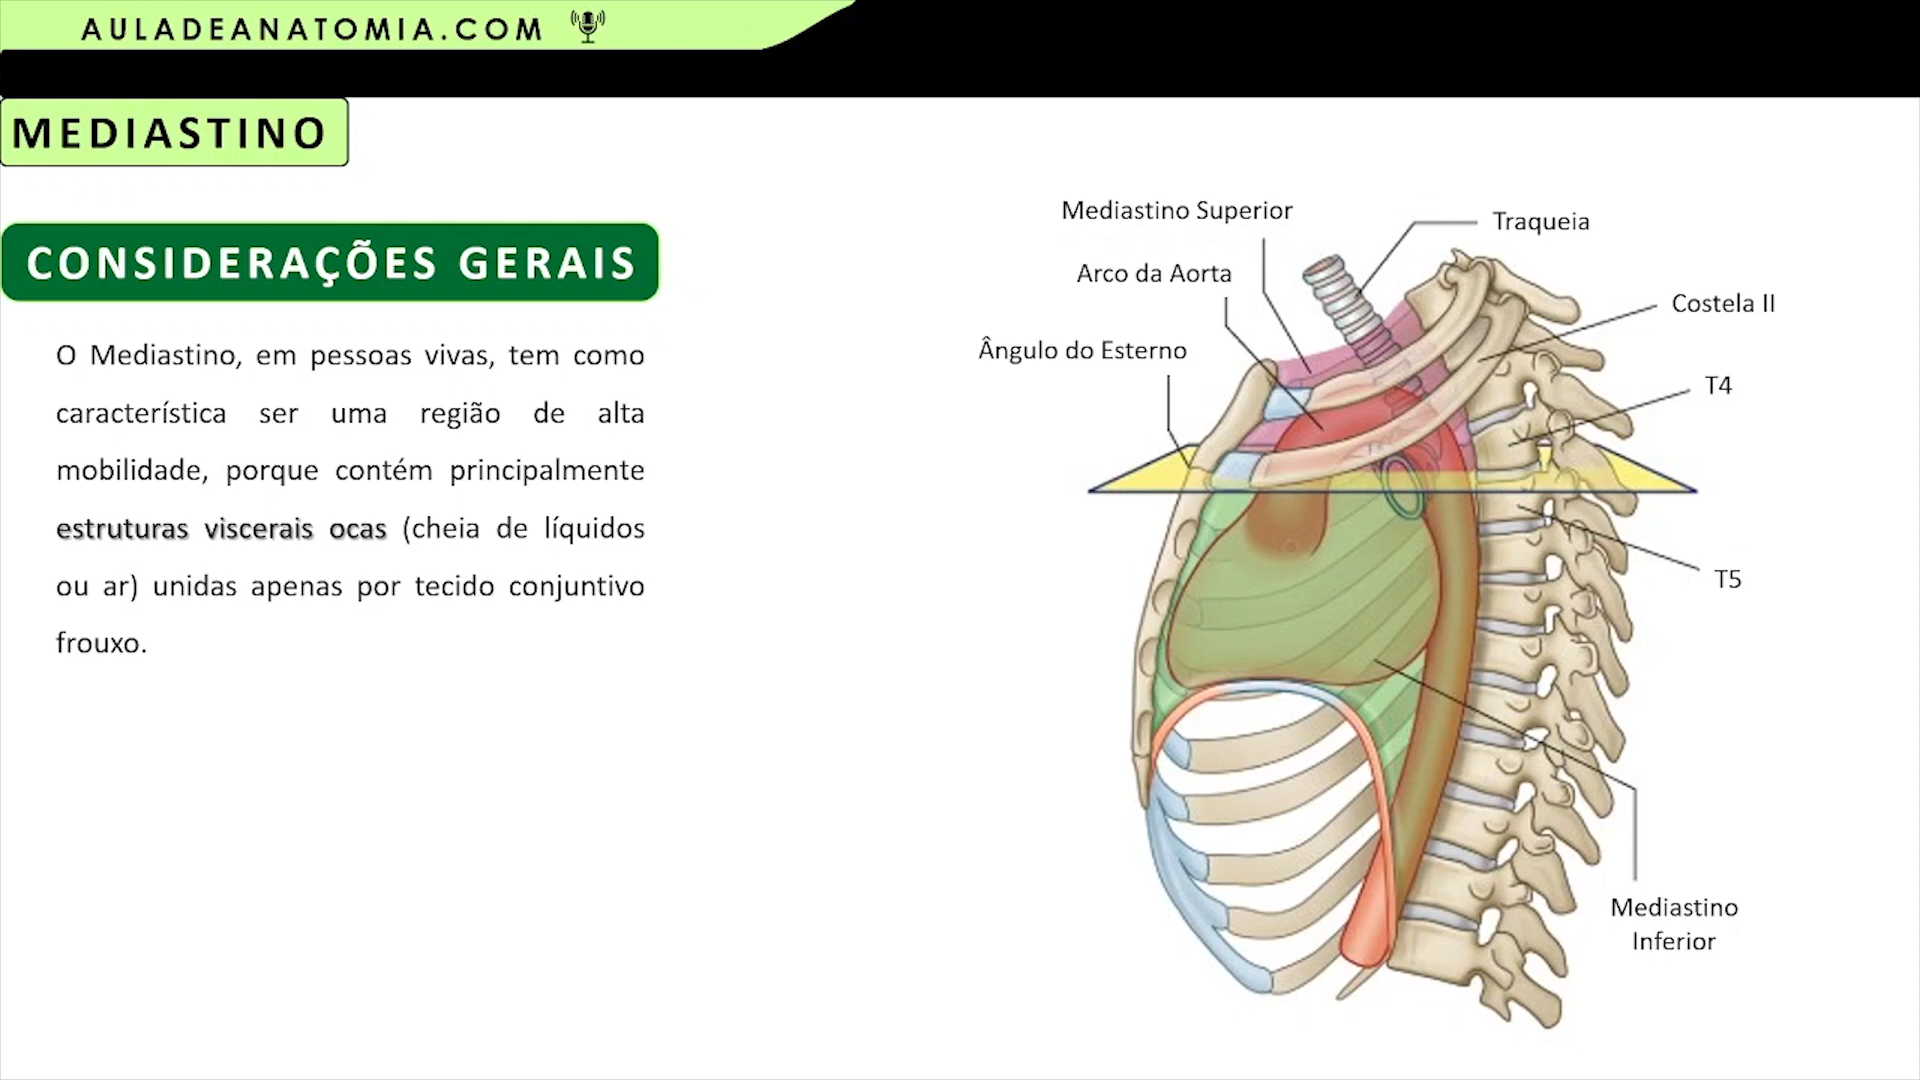 AULADEANATOMIA.COM
MEDIASTINO
CONSIDERAÇÕES GERAIS
O Mediastino, em pessoas vivas, tem como
característica ser uma região de alta
mobilidade, porque contém principalmente
estruturas viscerais ocas (cheia de líquidos
ou ar) unidas apenas por tecido conjuntivo
frouxo.
Mediastino Superior
Traqueia
Arco da Aorta
Costela II
Ângulo do Esterno
T4
T5
Mediastino
Inferior